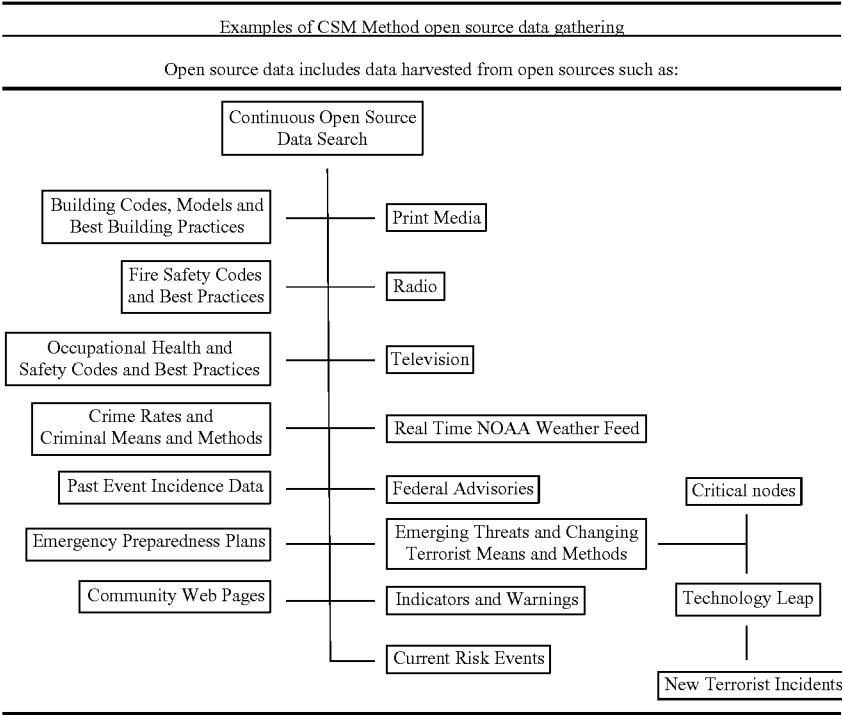 Examples of CSM Method open source data gathering
Open source data includes data harvested from open sources such as:
Continuous Open Source
Data Search
Building Codes, Models and
Best Building Practices
Print Media
Fire Safety Codes
and Best Practices
Radio
Occupational Health and
Safety Codes and Best Practices
Television
Crime Rates and
Criminal Means and Methods
Real Time NOAA Weather Feed
Past Event Incidence Data
Federal Advisories
Critical nodes
Emergency Preparedness Plans
Emerging Threats and Changing
Terrorist Means and Methods
Community Web Pages
Indicators and Warnings
Technology Leap
Current Risk Events
New Terrorist Incidents